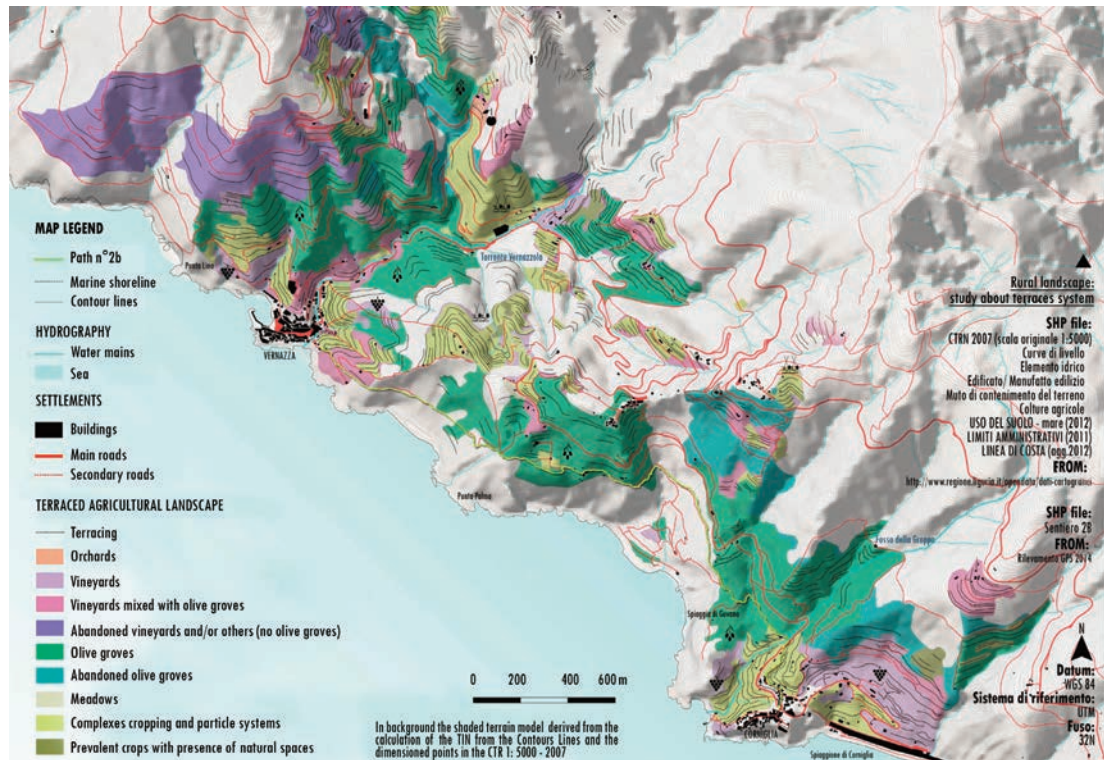 MAP LEGEND
Path n°2b
Marine shoreline
Contour lines
HYDROGRAPHY
Water mains
Sea
SETTLEMENTS
Buildings
Main roads
Secondary roads
TERRACED AGRICULTURAL LANDSCAPE
Terracing
Orchards
Vineyards
Vineyards mixed with olive groves
Abandoned vineyards and/or others (no olive groves)
Olive groves
Abandoned olive groves
Meadows
Complexes cropping and particle systems
Prevalent crops with presence of natural spaces
Punta Lina
VERNAZZA
Torrente Vernazzola
Punta Palma
Spiaggia di Guvano
Fosso della Groppa
CORNIGLIA
Spiaggione di Corniglia
0 200 400 600 m
In background the shaded terrain model derived from the
calculation of the TIN from the Contours Lines and the
dimensioned points in the CTR 1: 5000 - 2007
Rural landscape:
study about terraces system
SHP file:
CTRN 2007 (scala originale 1:5000)
Curve di livello
Elemento idrico
Edificato/ Manufatto edilizio
Muto di contenimento del terreno
Colture agricole
USO DEL SUOLO - mare (2012)
LIMITI AMMINISTRATIVI (2011)
LINEA DI COSTA (agg.2012)
FROM:
http://www.regione.liguria.it/opendata/dati-cartografici
SHP file:
Sentiero 2B
FROM:
Rilevamento GPS 2014
N
Datum:
WGS 84
Sistema di riferimento:
UTM
Fuso:
32N